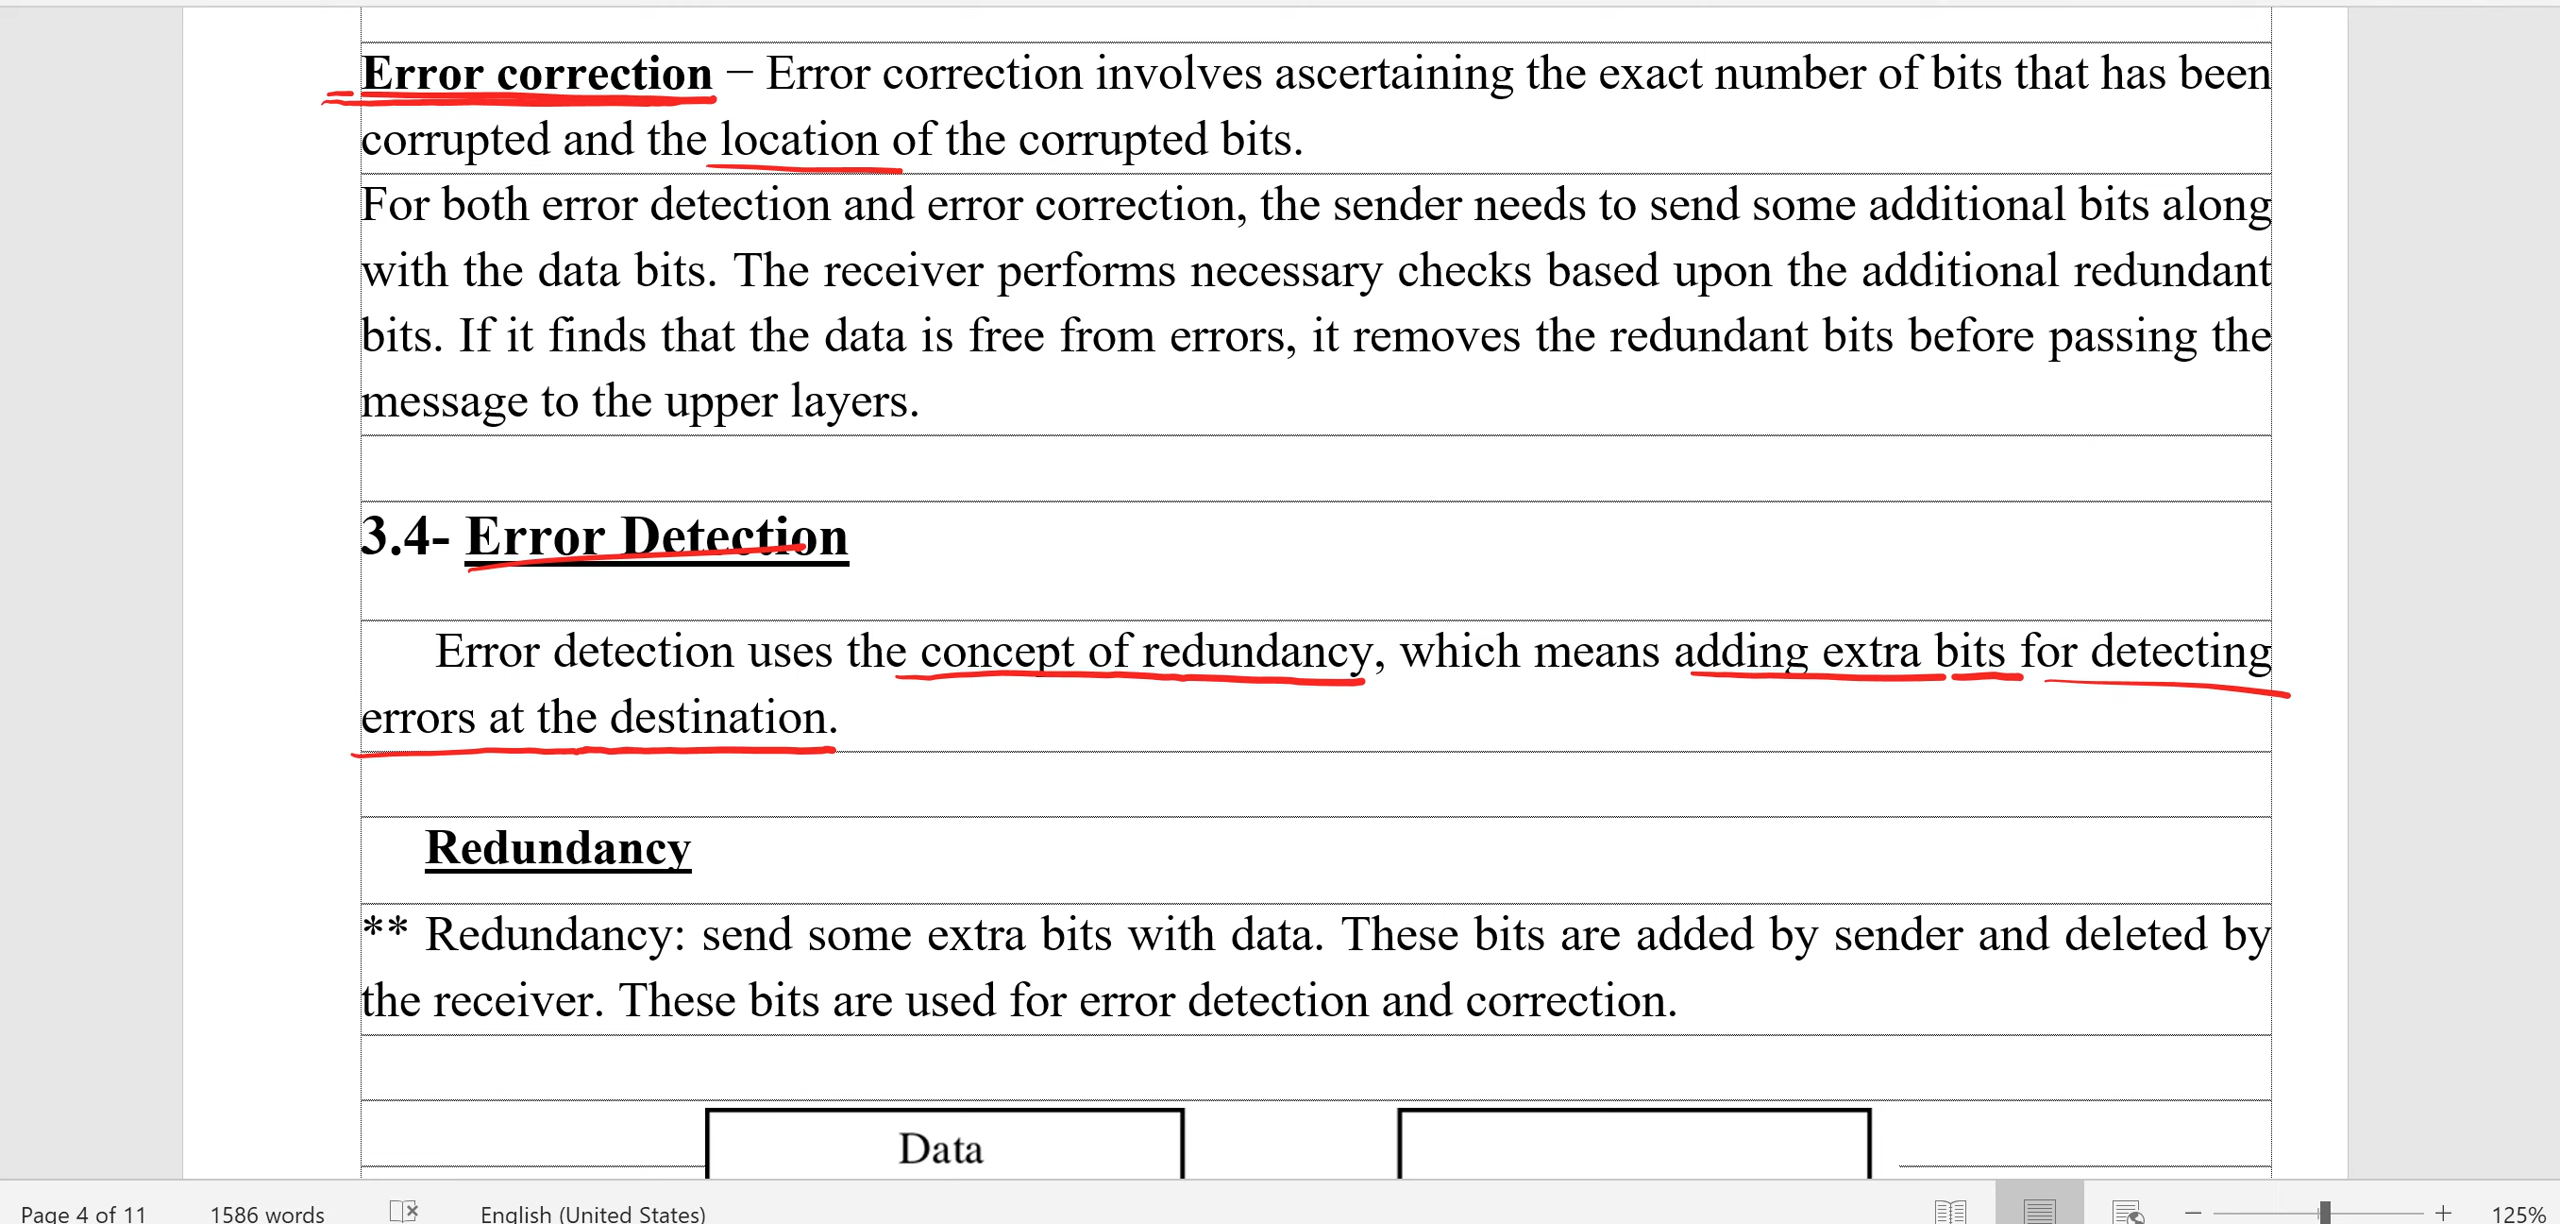 Error correction − Error correction involves ascertaining the exact number of bits that has been
corrupted and the location of the corrupted bits.
For both error detection and error correction, the sender needs to send some additional bits along
with the data bits. The receiver performs necessary checks based upon the additional redundant
bits. If it finds that the data is free from errors, it removes the redundant bits before passing the
message to the upper layers.
3.4- Error Detection
Error detection uses the concept of redundancy, which means adding extra bits for detecting
errors at the destination.
Redundancy
** Redundancy: send some extra bits with data. These bits are added by sender and deleted by
the receiver. These bits are used for error detection and correction.
Data
Page 4 of 11 1586 words English (United States) 125%